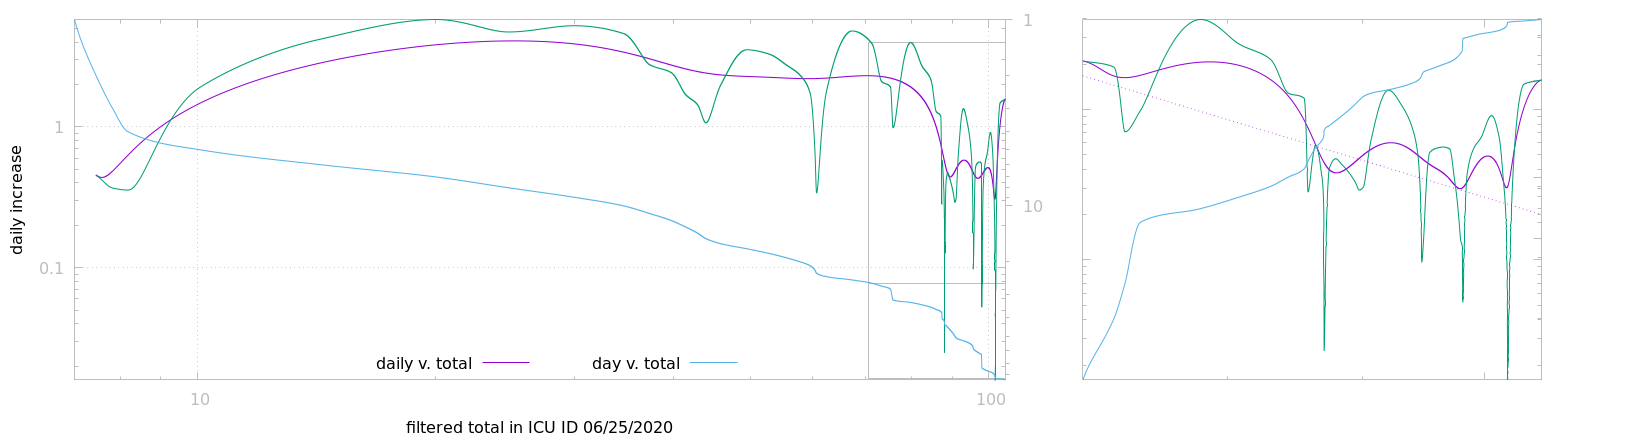 1
1
daily increase
10
0.1
daily v. total
day v. total
10
100
filtered total in ICU ID 06/25/2020